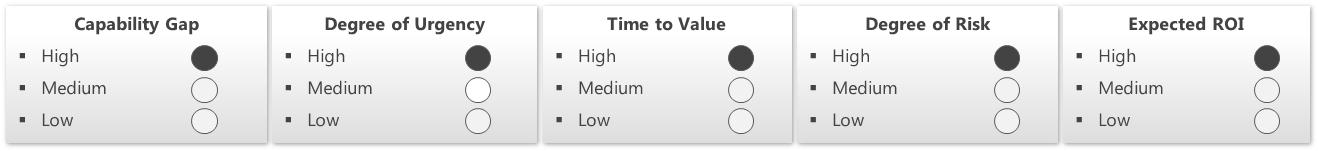 Capability Gap
▪ High
▪ Medium
▪ Low
Degree of Urgency
▪ High
▪ Medium
▪ Low
Time to Value
▪ High
▪ Medium
▪ Low
Degree of Risk
▪ High
▪ Medium
▪ Low
Expected ROI
▪ High
▪ Medium
▪ Low